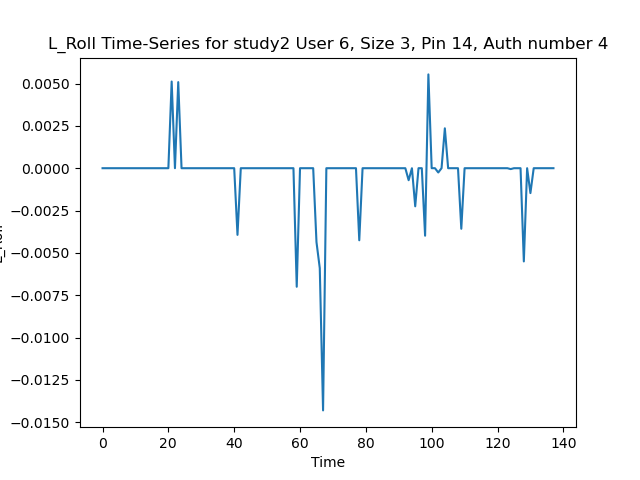 L_Roll Time-Series for study2 User 6, Size 3, Pin 14, Auth number 4
0.0050
0.0025
0.0000
−0.0025
−0.0050
−0.0075
−0.0100
−0.0125
−0.0150
L_Roll
0 20 40 60 80 100 120 140
Time